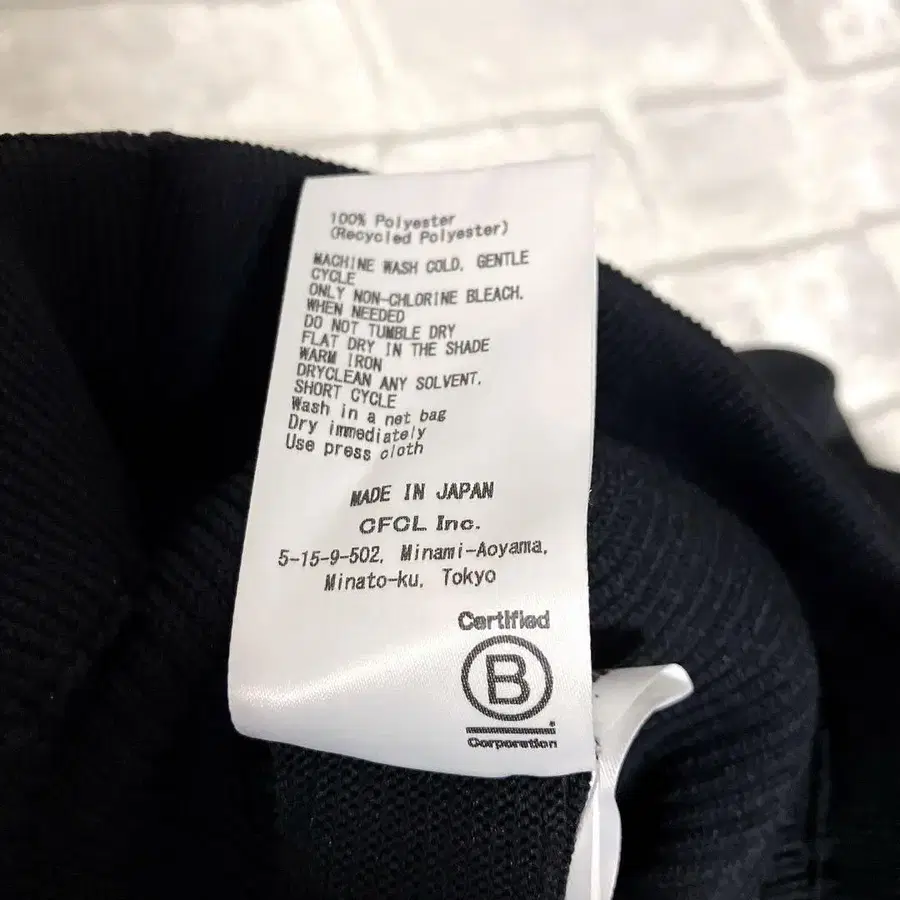 100% Polyester
(Recycled Polyester)
MACHINE WASH COLD, GENTLE
CYCLE
ONLY NON-CHLORINE BLEACH,
WHEN NEEDED
DO NOT TUMBLE DRY
FLAT DRY IN THE SHADE
WARM IRON
DRYCLEAN ANY SOLVENT,
SHORT CYCLE
Wash in a net bag
Dry immediately
Use press cloth
MADE IN JAPAN
CFCL Inc.
5-15-9-502, Minami-Aoyama,
Minato-ku, Tokyo
Certified
B
Corporation